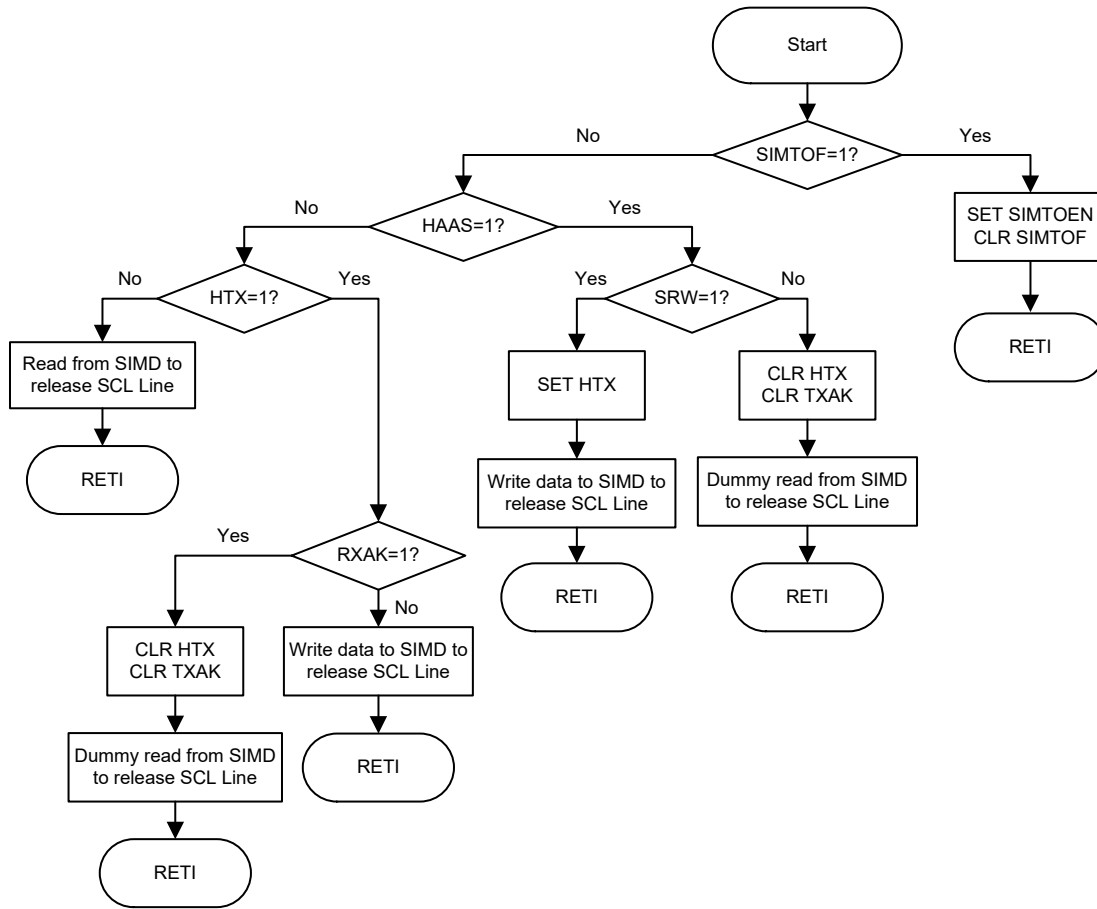 Start
No
Yes
SIMTOF=1?
No
Yes
HAAS=1?
SET SIMTOEN
CLR SIMTOF
No
Yes
Yes
No
HTX=1?
SRW=1?
RETI
Read from SIMD to
release SCL Line
SET HTX
CLR HTX
CLR TXAK
RETI
Write data to SIMD to
release SCL Line
Dummy read from SIMD
to release SCL Line
Yes
RXAK=1?
No
RETI
RETI
CLR HTX
CLR TXAK
Write data to SIMD to
release SCL Line
Dummy read from SIMD
to release SCL Line
RETI
RETI